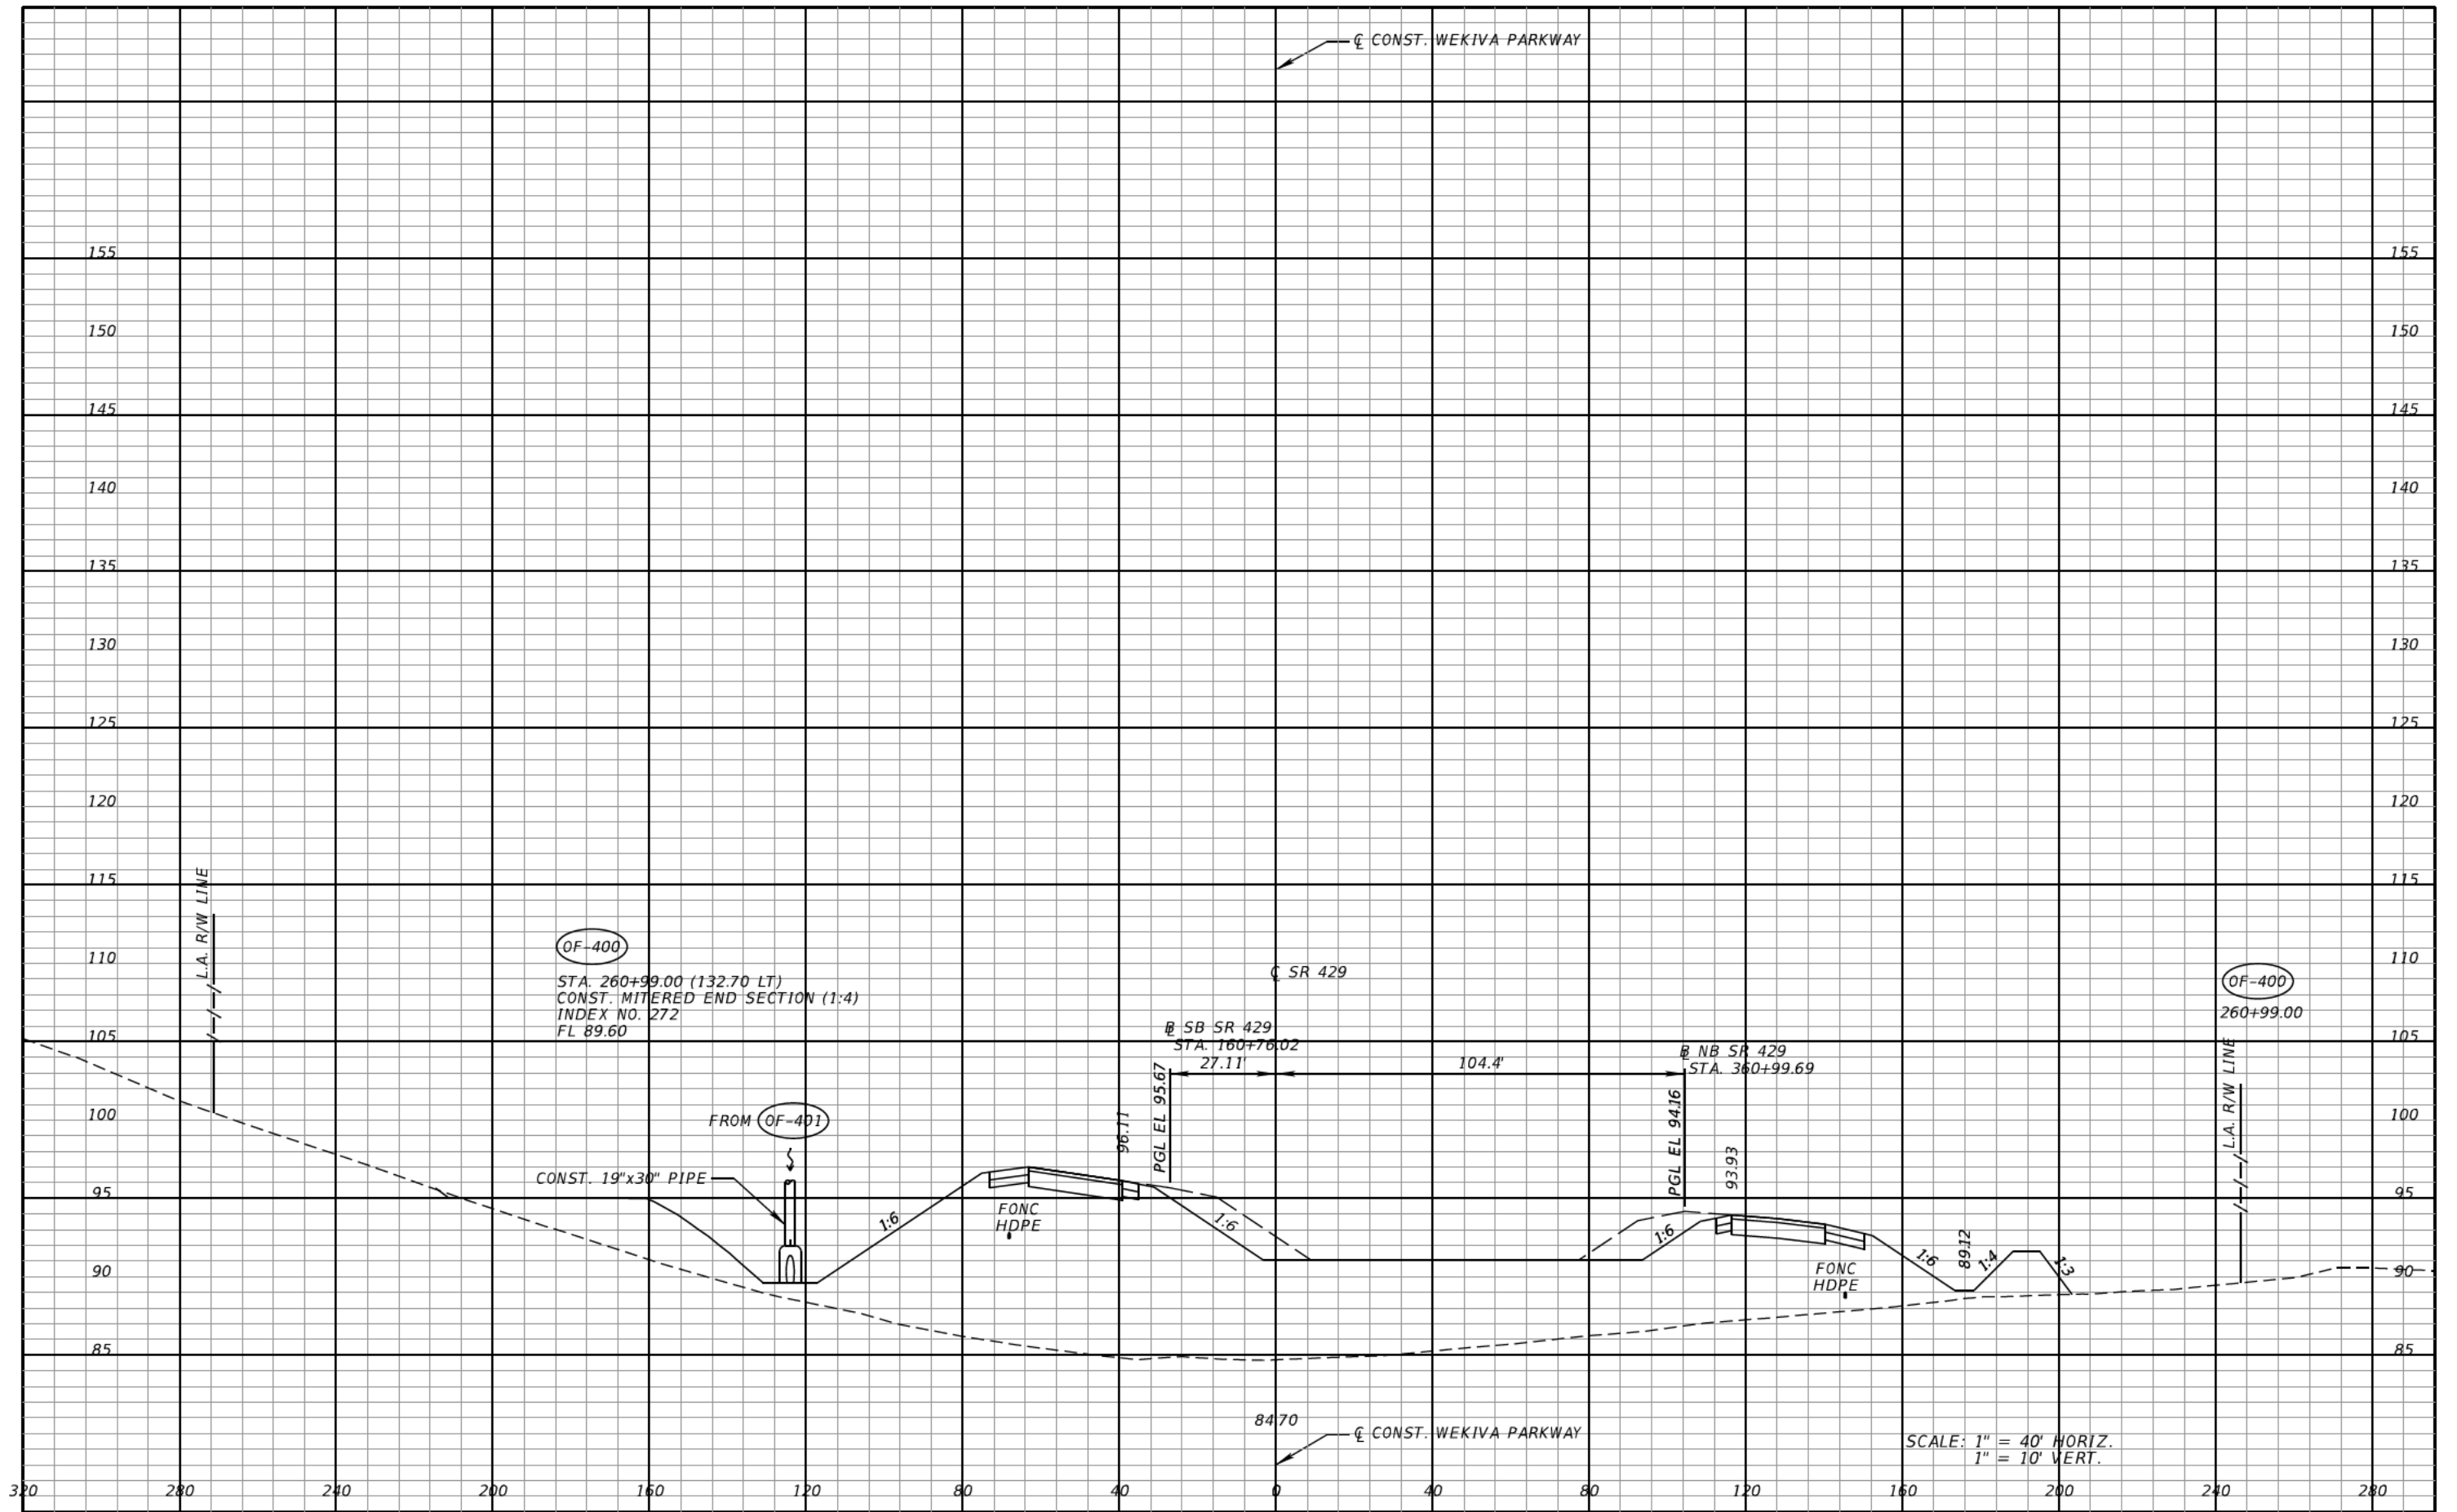 ℄ CONST. WEKIVA PARKWAY
155 155
150 150
145 145
140 140
135 135
130 130
125 125
120 120
115 115
110 110
105 105
100 100
95 95
90 90
85 85
L.A. R/W LINE
OF-400
STA. 260+99.00 (132.70 LT)
CONST. MITERED END SECTION (1:4)
INDEX NO. 272
FL 89.60
FROM OF-401
CONST. 19"x30" PIPE
1:6
FONC
HDPE
96.11
PGL EL 95.67
℄ SR 429
B SB SR 429
STA. 160+76.02
27.11'
104.4'
1:6
B NB SR 429
STA. 360+99.69
PGL EL 94.16
93.93
1:6
FONC
HDPE
1:6
89.12
1:4
1:3
OF-400
260+99.00
L.A. R/W LINE
84.70
℄ CONST. WEKIVA PARKWAY
SCALE: 1" = 40' HORIZ.
1" = 10' VERT.
320 280 240 200 160 120 80 40 0 40 80 120 160 200 240 280